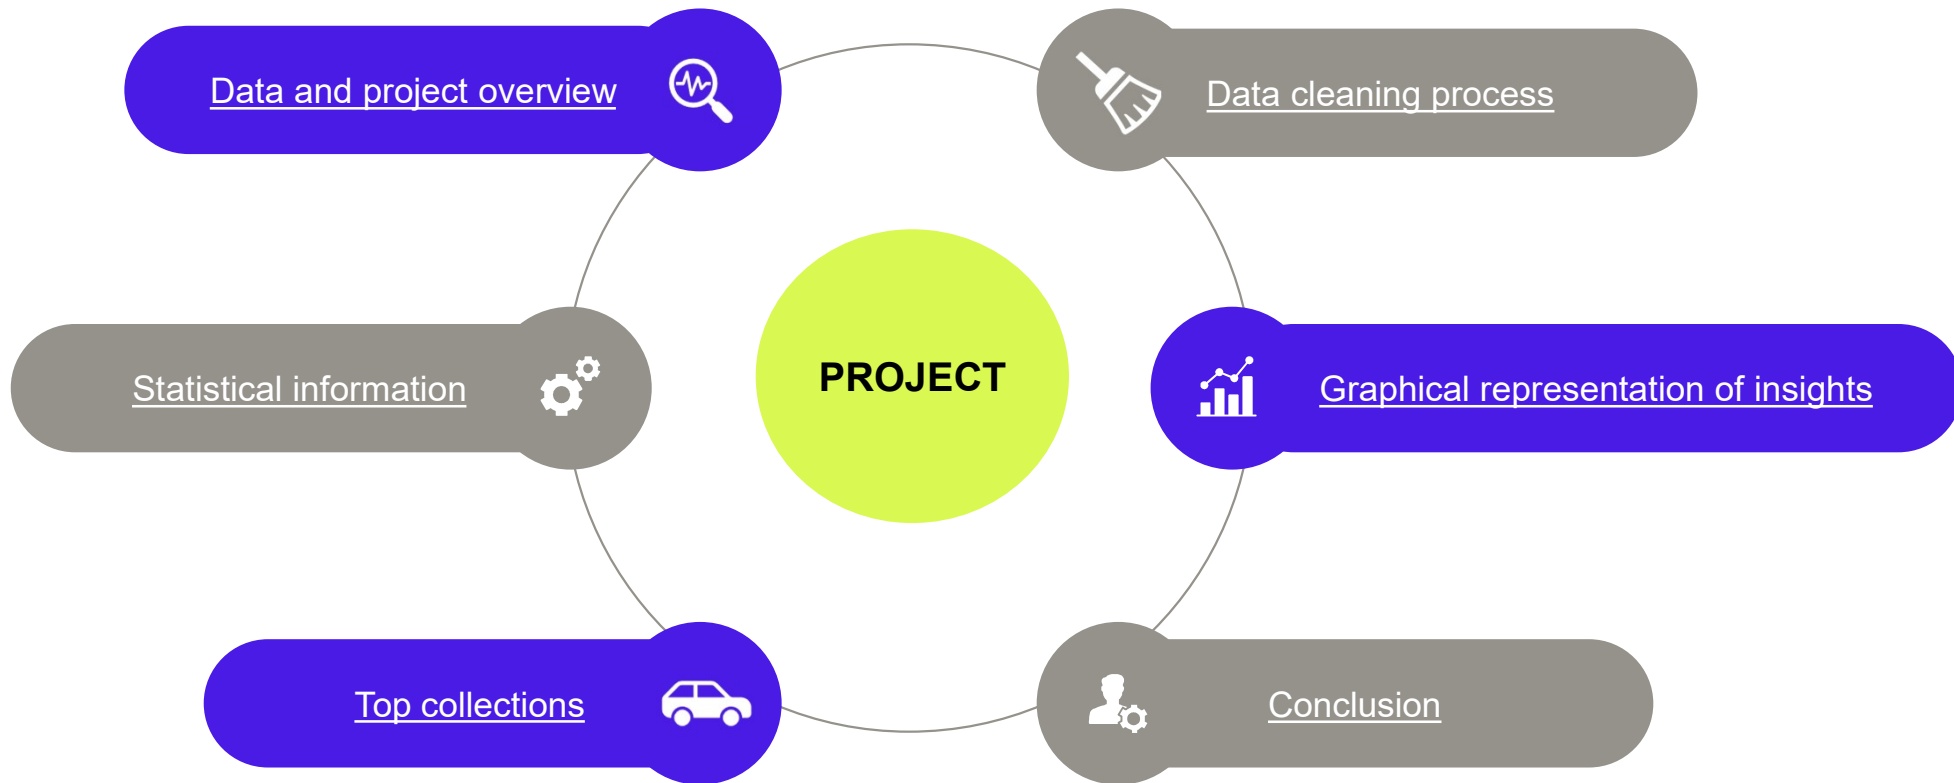 Data and project overview
Data cleaning process
Statistical information
PROJECT
Graphical representation of insights
Top collections
Conclusion